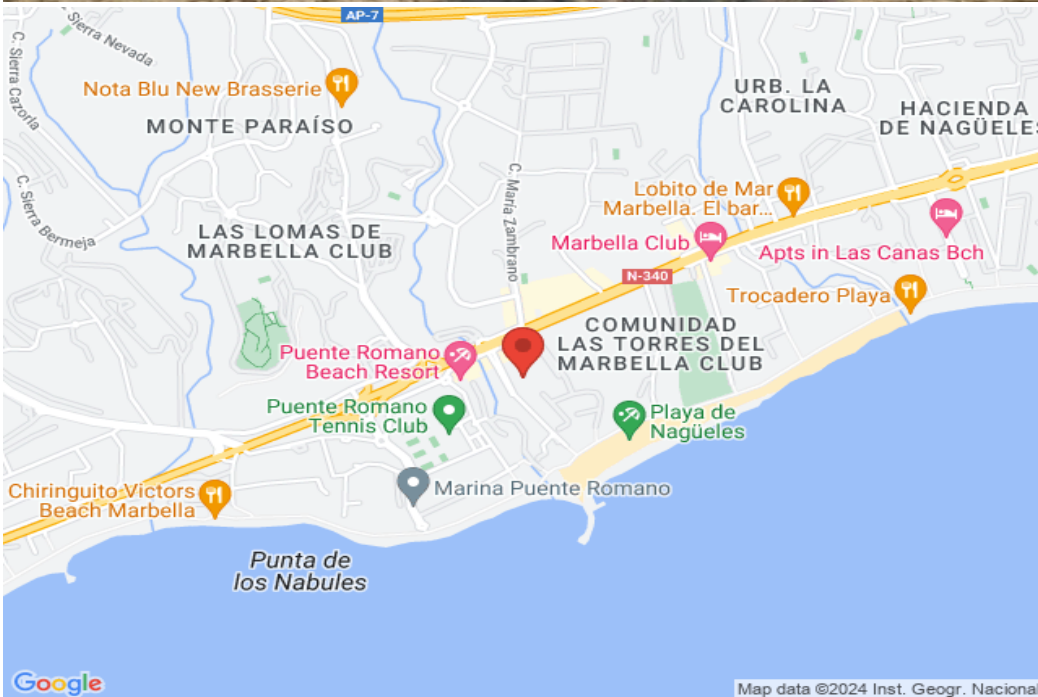 AP-7
C. Sierra Nevada
C. Sierra Cazorla
Nota Blu New Brasserie
MONTE PARAÍSO
URB. LA
CAROLINA
HACIENDA
DE NAGÜELES
C. María Zambrano
C. Sierra Bermeja
Lobito de Mar
Marbella. El bar...
LAS LOMAS DE
MARBELLA CLUB
Marbella Club
Apts in Las Canas Bch
N-340
Trocadero Playa
COMUNIDAD
LAS TORRES DEL
MARBELLA CLUB
Puente Romano
Beach Resort
Puente Romano
Tennis Club
Playa de
Nagüeles
Marina Puente Romano
Chiringuito Victors
Beach Marbella
Punta de
los Nabules
Google
Map data ©2024 Inst. Geogr. Nacional